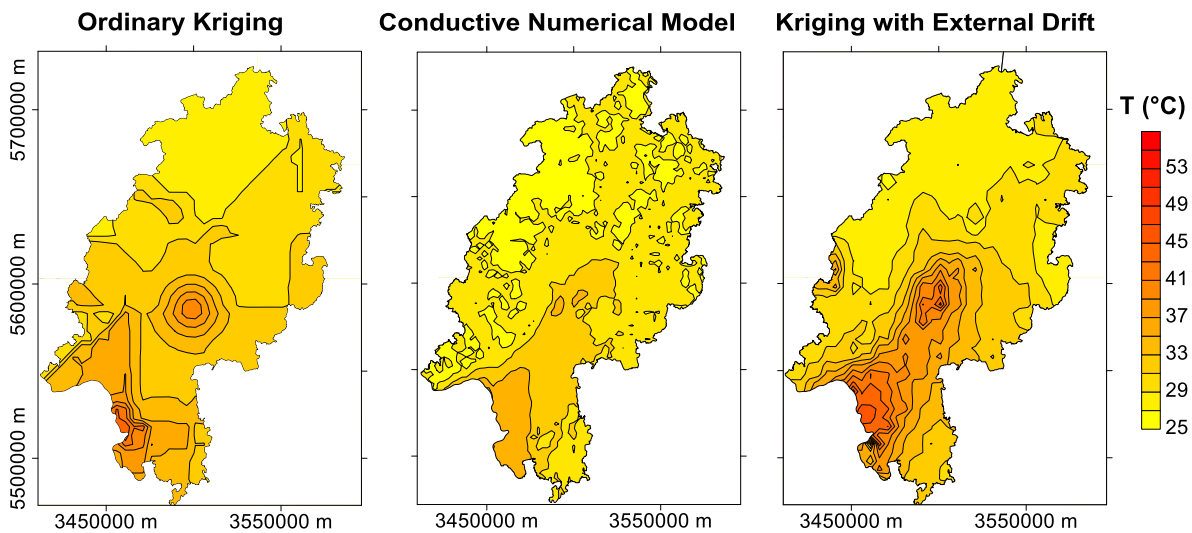 Ordinary Kriging
Conductive Numerical Model
Kriging with External Drift
T (°C)
5700000 m
5600000 m
5500000 m
53
49
45
41
37
33
29
25
3450000 m
3550000 m
3450000 m
3550000 m
3450000 m
3550000 m